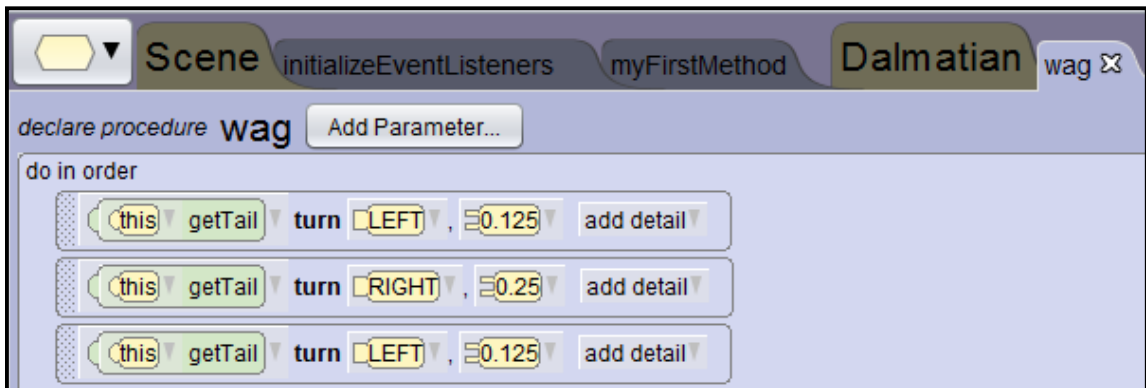 Scene initializeEventListeners myFirstMethod Dalmatian wag
declare procedure wag Add Parameter...
do in order
this getTail turn LEFT , 0.125 add detail
this getTail turn RIGHT , 0.25 add detail
this getTail turn LEFT , 0.125 add detail